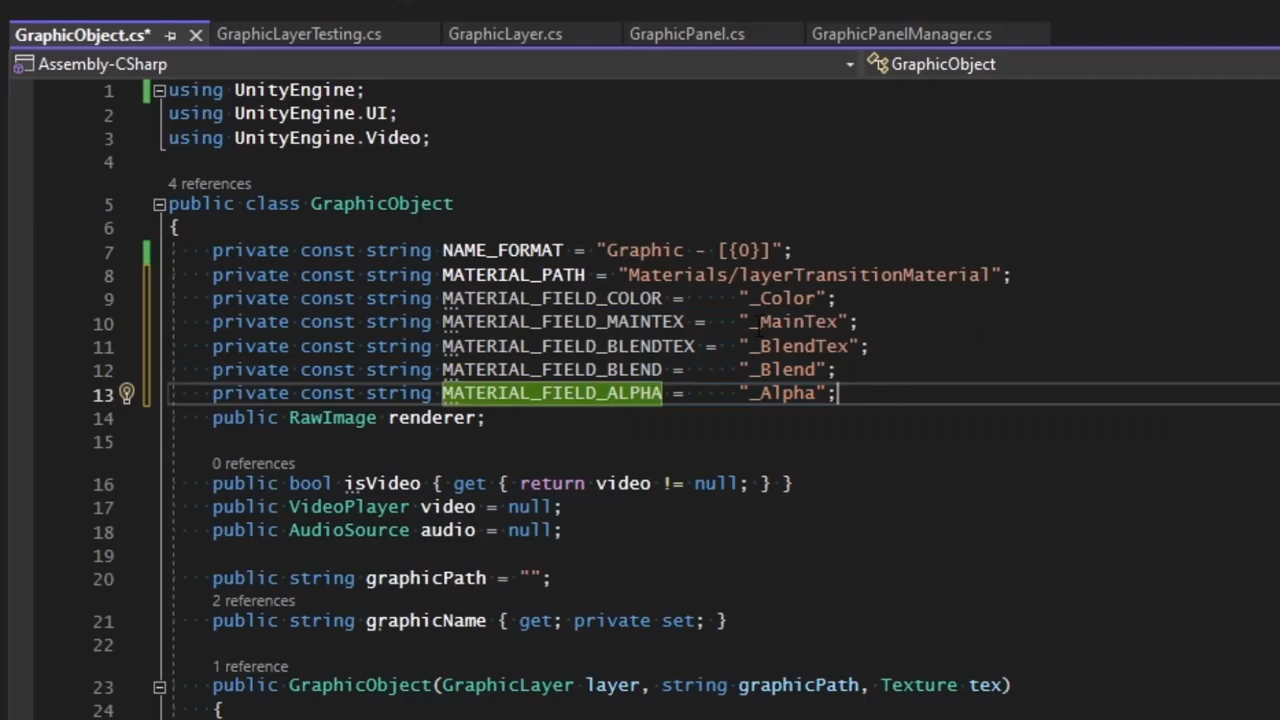 GraphicObject.cs* GraphicLayerTesting.cs GraphicLayer.cs GraphicPanel.cs GraphicPanelManager.cs
Assembly-CSharp GraphicObject
1 using UnityEngine;
2 using UnityEngine.UI;
3 using UnityEngine.Video;
4
4 references
5 public class GraphicObject
6 {
7 private const string NAME_FORMAT = "Graphic - [{0}]";
8 private const string MATERIAL_PATH = "Materials/layerTransitionMaterial";
9 private const string MATERIAL_FIELD_COLOR = "_Color";
10 private const string MATERIAL_FIELD_MAINTEX = "_MainTex";
11 private const string MATERIAL_FIELD_BLENDTEX = "_BlendTex";
12 private const string MATERIAL_FIELD_BLEND = "_Blend";
13 private const string MATERIAL_FIELD_ALPHA = "_Alpha";
14 public RawImage renderer;
15
0 references
16 public bool isVideo { get { return video != null; } }
17 public VideoPlayer video = null;
18 public AudioSource audio = null;
19
20 public string graphicPath = "";
2 references
21 public string graphicName { get; private set; }
22
1 reference
23 public GraphicObject(GraphicLayer layer, string graphicPath, Texture tex)
24 {